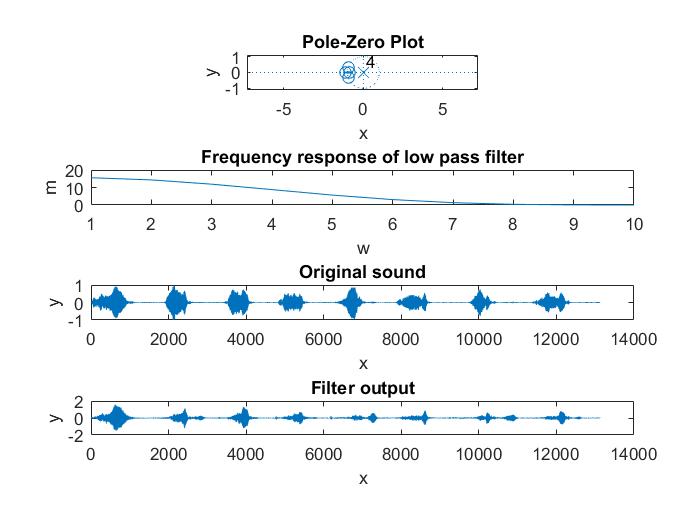 Pole-Zero Plot
1
0
-1
y
4
-5 0 5
x
Frequency response of low pass filter
20
10
0
m
1 2 3 4 5 6 7 8 9 10
w
Original sound
1
0
-1
y
0 2000 4000 6000 8000 10000 12000 14000
x
Filter output
2
0
-2
y
0 2000 4000 6000 8000 10000 12000 14000
x